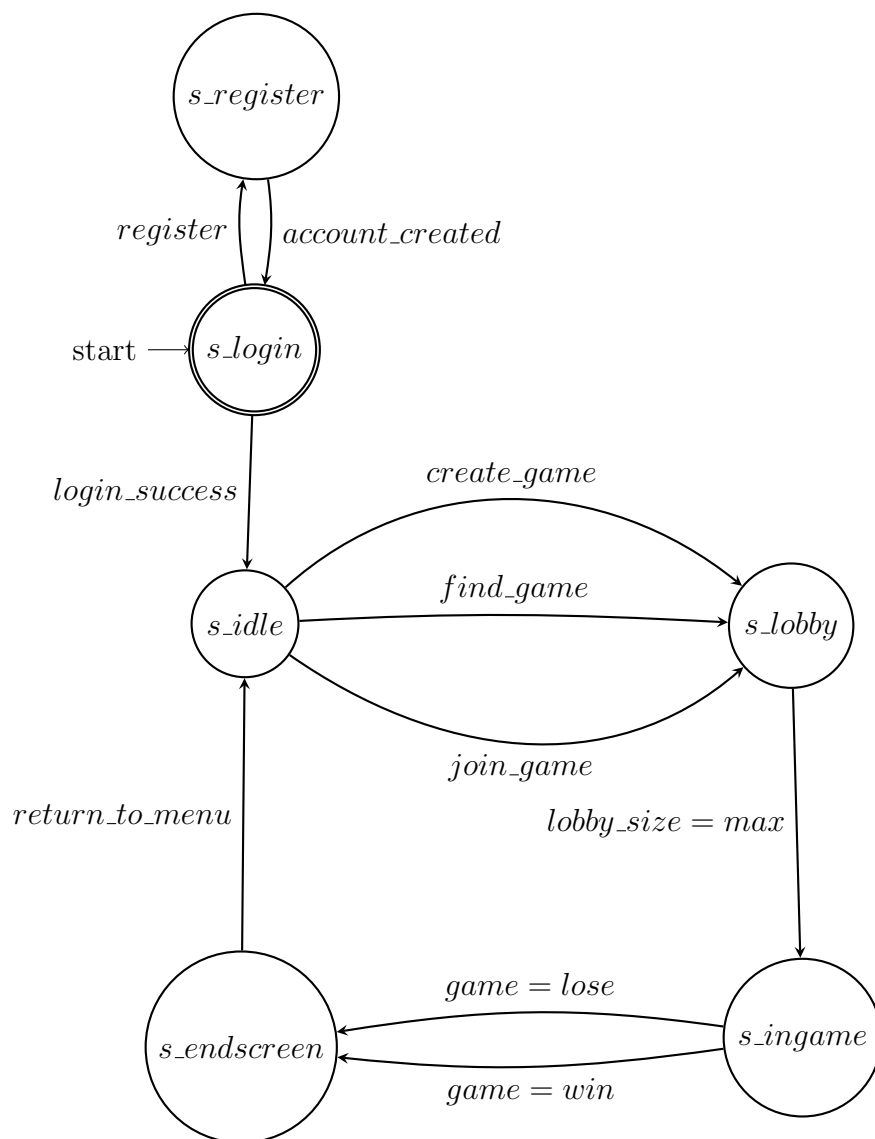 s_register
register
account_created
start
s_login
login_success
create_game
find_game
s_idle
s_lobby
join_game
return_to_menu
lobby_size = max
game = lose
s_endscreen
s_ingame
game = win